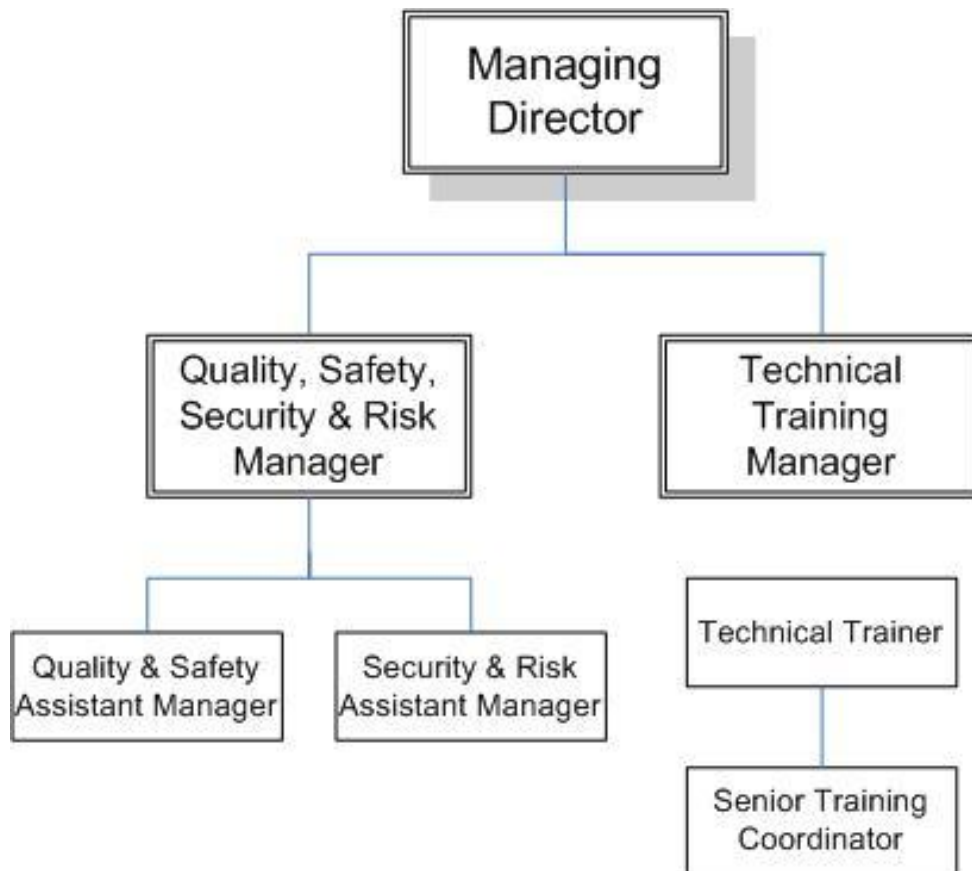 Managing
Director
Quality, Safety,
Security & Risk
Manager
Technical
Training
Manager
Quality & Safety
Assistant Manager
Security & Risk
Assistant Manager
Technical Trainer
Senior Training
Coordinator